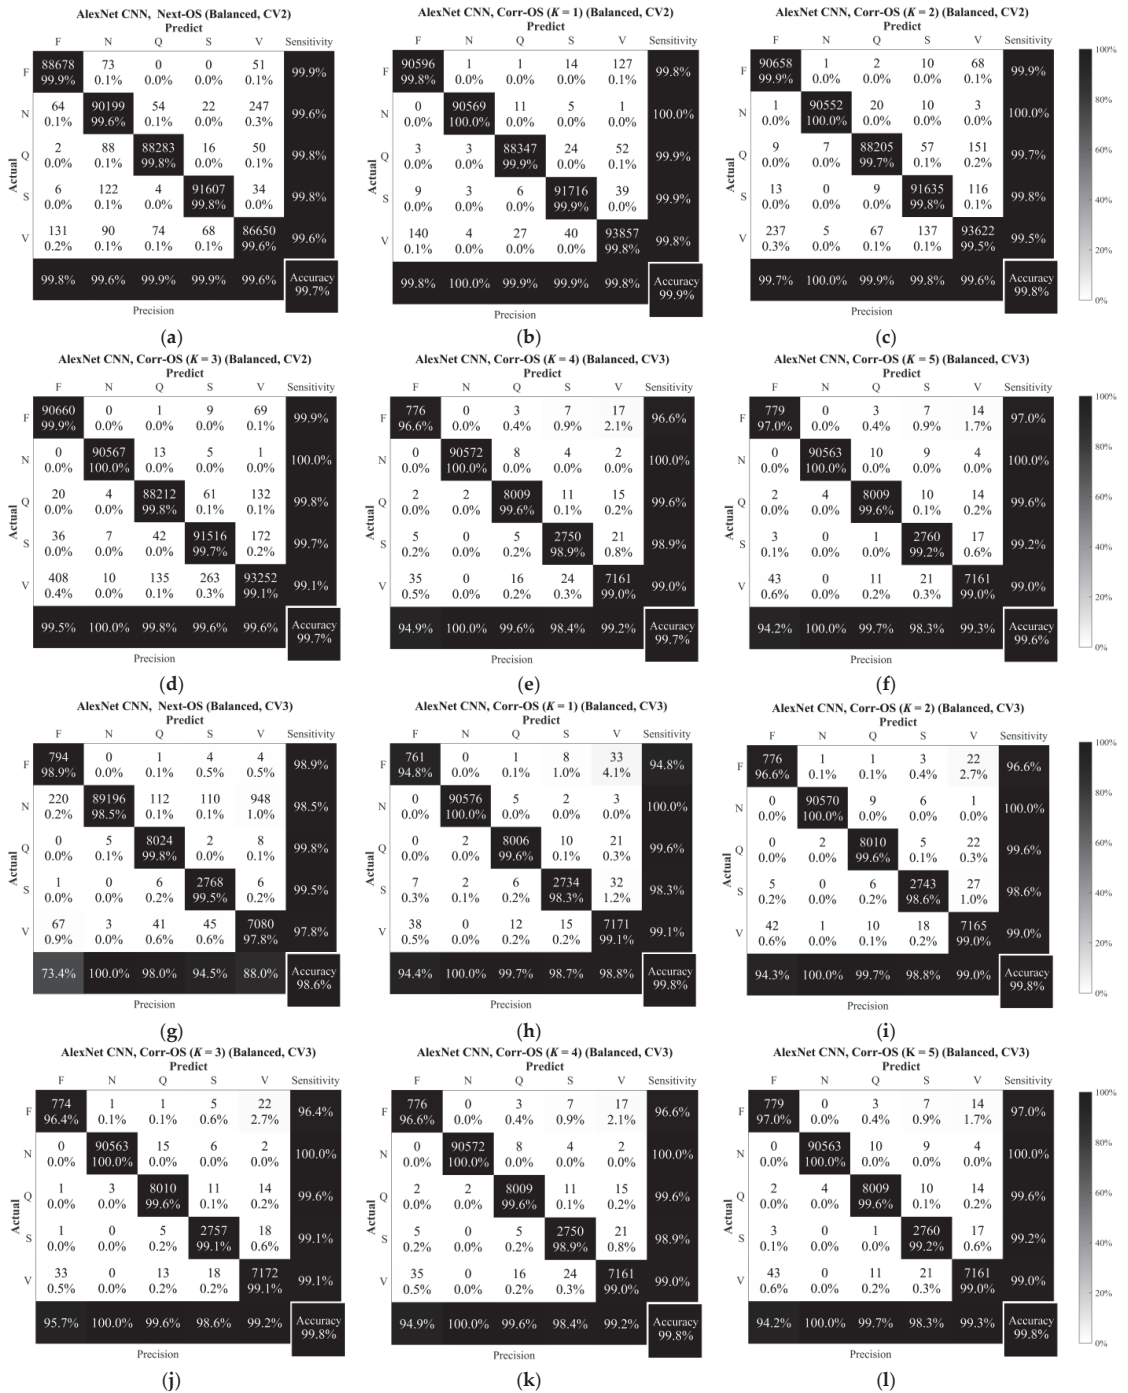 AlexNet CNN, Next-OS (Balanced, CV2)
Predict
F N Q S V Sensitivity
Actual
F 88678 73 0 0 51 99.9%
99.9% 0.1% 0.0% 0.0% 0.1%
N 64 90199 54 22 247 99.6%
0.1% 99.6% 0.1% 0.0% 0.3%
Q 2 88 88283 16 50 99.8%
0.0% 0.1% 99.8% 0.0% 0.1%
S 6 122 4 91607 34 99.8%
0.0% 0.1% 0.0% 99.8% 0.0%
V 131 90 74 68 86650 99.6%
0.2% 0.1% 0.1% 0.1% 99.6%
99.8% 99.6% 99.9% 99.9% 99.6% Accuracy
99.7%
Precision
(a)
AlexNet CNN, Corr-OS (K = 1) (Balanced, CV2)
Predict
F N Q S V Sensitivity
Actual
F 90596 1 1 14 127 99.8%
99.8% 0.0% 0.0% 0.0% 0.1%
N 0 90569 11 5 1 100.0%
0.0% 100.0% 0.0% 0.0% 0.0%
Q 3 3 88347 24 52 99.9%
0.0% 0.0% 99.9% 0.0% 0.1%
S 9 3 6 91716 39 99.9%
0.0% 0.0% 0.0% 99.9% 0.0%
V 140 4 27 40 93857 99.8%
0.1% 0.0% 0.0% 0.0% 99.8%
99.8% 100.0% 99.9% 99.9% 99.8% Accuracy
99.9%
Precision
(b)
AlexNet CNN, Corr-OS (K = 2) (Balanced, CV2)
Predict
F N Q S V Sensitivity
Actual
F 90658 1 2 10 68 99.9%
99.9% 0.0% 0.0% 0.0% 0.1%
N 1 90552 20 10 3 100.0%
0.0% 100.0% 0.0% 0.0% 0.0%
Q 9 7 88205 57 151 99.7%
0.0% 0.0% 99.7% 0.1% 0.2%
S 13 0 9 91635 116 99.8%
0.0% 0.0% 0.0% 99.8% 0.1%
V 237 5 67 137 93622 99.5%
0.3% 0.0% 0.1% 0.1% 99.5%
99.7% 100.0% 99.9% 99.8% 99.6% Accuracy
99.8%
Precision
(c)
100%
80%
60%
40%
20%
0%
AlexNet CNN, Corr-OS (K = 3) (Balanced, CV2)
Predict
F N Q S V Sensitivity
Actual
F 90660 0 1 9 69 99.9%
99.9% 0.0% 0.0% 0.0% 0.1%
N 0 90567 13 5 1 100.0%
0.0% 100.0% 0.0% 0.0% 0.0%
Q 20 4 88212 61 132 99.8%
0.0% 0.0% 99.8% 0.1% 0.1%
S 36 7 42 91516 172 99.7%
0.0% 0.0% 0.0% 99.7% 0.2%
V 408 10 135 263 93252 99.1%
0.4% 0.0% 0.1% 0.3% 99.1%
99.5% 100.0% 99.8% 99.6% 99.6% Accuracy
99.7%
Precision
(d)
AlexNet CNN, Corr-OS (K = 4) (Balanced, CV3)
Predict
F N Q S V Sensitivity
Actual
F 776 0 3 7 17 96.6%
96.6% 0.0% 0.4% 0.9% 2.1%
N 0 90572 8 4 2 100.0%
0.0% 100.0% 0.0% 0.0% 0.0%
Q 2 2 8009 11 15 99.6%
0.0% 0.0% 99.6% 0.1% 0.2%
S 5 0 5 2750 21 98.9%
0.2% 0.0% 0.2% 98.9% 0.8%
V 35 0 16 24 7161 99.0%
0.5% 0.0% 0.2% 0.3% 99.0%
94.9% 100.0% 99.6% 98.4% 99.2% Accuracy
99.7%
Precision
(e)
AlexNet CNN, Corr-OS (K = 5) (Balanced, CV3)
Predict
F N Q S V Sensitivity
Actual
F 779 0 3 7 14 97.0%
97.0% 0.0% 0.4% 0.9% 1.7%
N 0 90563 10 9 4 100.0%
0.0% 100.0% 0.0% 0.0% 0.0%
Q 2 4 8009 10 14 99.6%
0.0% 0.0% 99.6% 0.1% 0.2%
S 3 0 1 2760 17 99.2%
0.1% 0.0% 0.0% 99.2% 0.6%
V 43 0 11 21 7161 99.0%
0.6% 0.0% 0.2% 0.3% 99.0%
94.2% 100.0% 99.7% 98.3% 99.3% Accuracy
99.6%
Precision
(f)
100%
80%
60%
40%
20%
0%
AlexNet CNN, Next-OS (Balanced, CV3)
Predict
F N Q S V Sensitivity
Actual
F 794 0 1 4 4 98.9%
98.9% 0.0% 0.1% 0.5% 0.5%
N 220 89196 112 110 948 98.5%
0.2% 98.5% 0.1% 0.1% 1.0%
Q 0 5 8024 2 8 99.8%
0.0% 0.1% 99.8% 0.0% 0.1%
S 1 0 6 2768 6 99.5%
0.0% 0.0% 0.2% 99.5% 0.2%
V 67 3 41 45 7080 97.8%
0.9% 0.0% 0.6% 0.6% 97.8%
73.4% 100.0% 98.0% 94.5% 88.0% Accuracy
98.6%
Precision
(g)
AlexNet CNN, Corr-OS (K = 1) (Balanced, CV3)
Predict
F N Q S V Sensitivity
Actual
F 761 0 1 8 33 94.8%
94.8% 0.0% 0.1% 1.0% 4.1%
N 0 90576 5 2 3 100.0%
0.0% 100.0% 0.0% 0.0% 0.0%
Q 0 2 8006 10 21 99.6%
0.0% 0.0% 99.6% 0.1% 0.3%
S 7 2 6 2734 32 98.3%
0.3% 0.1% 0.2% 98.3% 1.2%
V 38 0 12 15 7171 99.1%
0.5% 0.0% 0.2% 0.2% 99.1%
94.4% 100.0% 99.7% 98.7% 98.8% Accuracy
99.8%
Precision
(h)
AlexNet CNN, Corr-OS (K = 2) (Balanced, CV3)
Predict
F N Q S V Sensitivity
Actual
F 776 1 1 3 22 96.6%
96.6% 0.1% 0.1% 0.4% 2.7%
N 0 90570 9 6 1 100.0%
0.0% 100.0% 0.0% 0.0% 0.0%
Q 0 2 8010 5 22 99.6%
0.0% 0.0% 99.6% 0.1% 0.3%
S 5 0 6 2743 27 98.6%
0.2% 0.0% 0.2% 98.6% 1.0%
V 42 1 10 18 7165 99.0%
0.6% 0.0% 0.1% 0.2% 99.0%
94.3% 100.0% 99.7% 98.8% 99.0% Accuracy
99.8%
Precision
(i)
100%
80%
60%
40%
20%
0%
AlexNet CNN, Corr-OS (K = 3) (Balanced, CV3)
Predict
F N Q S V Sensitivity
Actual
F 774 1 1 5 22 96.4%
96.4% 0.1% 0.1% 0.6% 2.7%
N 0 90563 15 6 2 100.0%
0.0% 100.0% 0.0% 0.0% 0.0%
Q 1 3 8010 11 14 99.6%
0.0% 0.0% 99.6% 0.1% 0.2%
S 1 0 5 2757 18 99.1%
0.0% 0.0% 0.2% 99.1% 0.6%
V 33 0 13 18 7172 99.1%
0.5% 0.0% 0.2% 0.2% 99.1%
95.7% 100.0% 99.6% 98.6% 99.2% Accuracy
99.8%
Precision
(j)
AlexNet CNN, Corr-OS (K = 4) (Balanced, CV3)
Predict
F N Q S V Sensitivity
Actual
F 776 0 3 7 17 96.6%
96.6% 0.0% 0.4% 0.9% 2.1%
N 0 90572 8 4 2 100.0%
0.0% 100.0% 0.0% 0.0% 0.0%
Q 2 2 8009 11 15 99.6%
0.0% 0.0% 99.6% 0.1% 0.2%
S 5 0 5 2750 21 98.9%
0.2% 0.0% 0.2% 98.9% 0.8%
V 35 0 16 24 7161 99.0%
0.5% 0.0% 0.2% 0.3% 99.0%
94.9% 100.0% 99.6% 98.4% 99.2% Accuracy
99.8%
Precision
(k)
AlexNet CNN, Corr-OS (K = 5) (Balanced, CV3)
Predict
F N Q S V Sensitivity
Actual
F 779 0 3 7 14 97.0%
97.0% 0.0% 0.4% 0.9% 1.7%
N 0 90563 10 9 4 100.0%
0.0% 100.0% 0.0% 0.0% 0.0%
Q 2 4 8009 10 14 99.6%
0.0% 0.0% 99.6% 0.1% 0.2%
S 3 0 1 2760 17 99.2%
0.1% 0.0% 0.0% 99.2% 0.6%
V 43 0 11 21 7161 99.0%
0.6% 0.0% 0.2% 0.3% 99.0%
94.2% 100.0% 99.7% 98.3% 99.3% Accuracy
99.8%
Precision
(l)
100%
80%
60%
40%
20%
0%